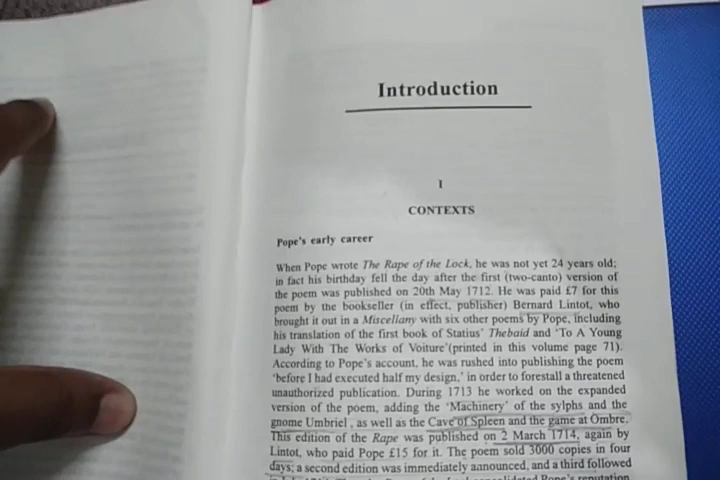 Introduction
I
CONTEXTS
Pope's early career
When Pope wrote The Rape of the Lock, he was not yet 24 years old;
in fact his birthday fell the day after the first (two-canto) version of
the poem was published on 20th May 1712. He was paid £7 for this
poem by the bookseller (in effect, publisher) Bernard Lintot, who
brought it out in a Miscellany with six other poems by Pope, including
his translation of the first book of Statius' Thebaid and 'To A Young
Lady With The Works of Voiture'(printed in this volume page 71).
According to Pope's account, he was rushed into publishing the poem
'before I had executed half my design,' in order to forestall a threatened
unauthorized publication. During 1713 he worked on the expanded
version of the poem, adding the 'Machinery' of the sylphs and the
gnome Umbriel, as well as the Cave of Spleen and the game at Ombre.
This edition of the Rape was published on 2 March 1714, again by
Lintot, who paid Pope £15 for it. The poem sold 3000 copies in four
days; a second edition was immediately announced, and a third followed
Pope's reputation